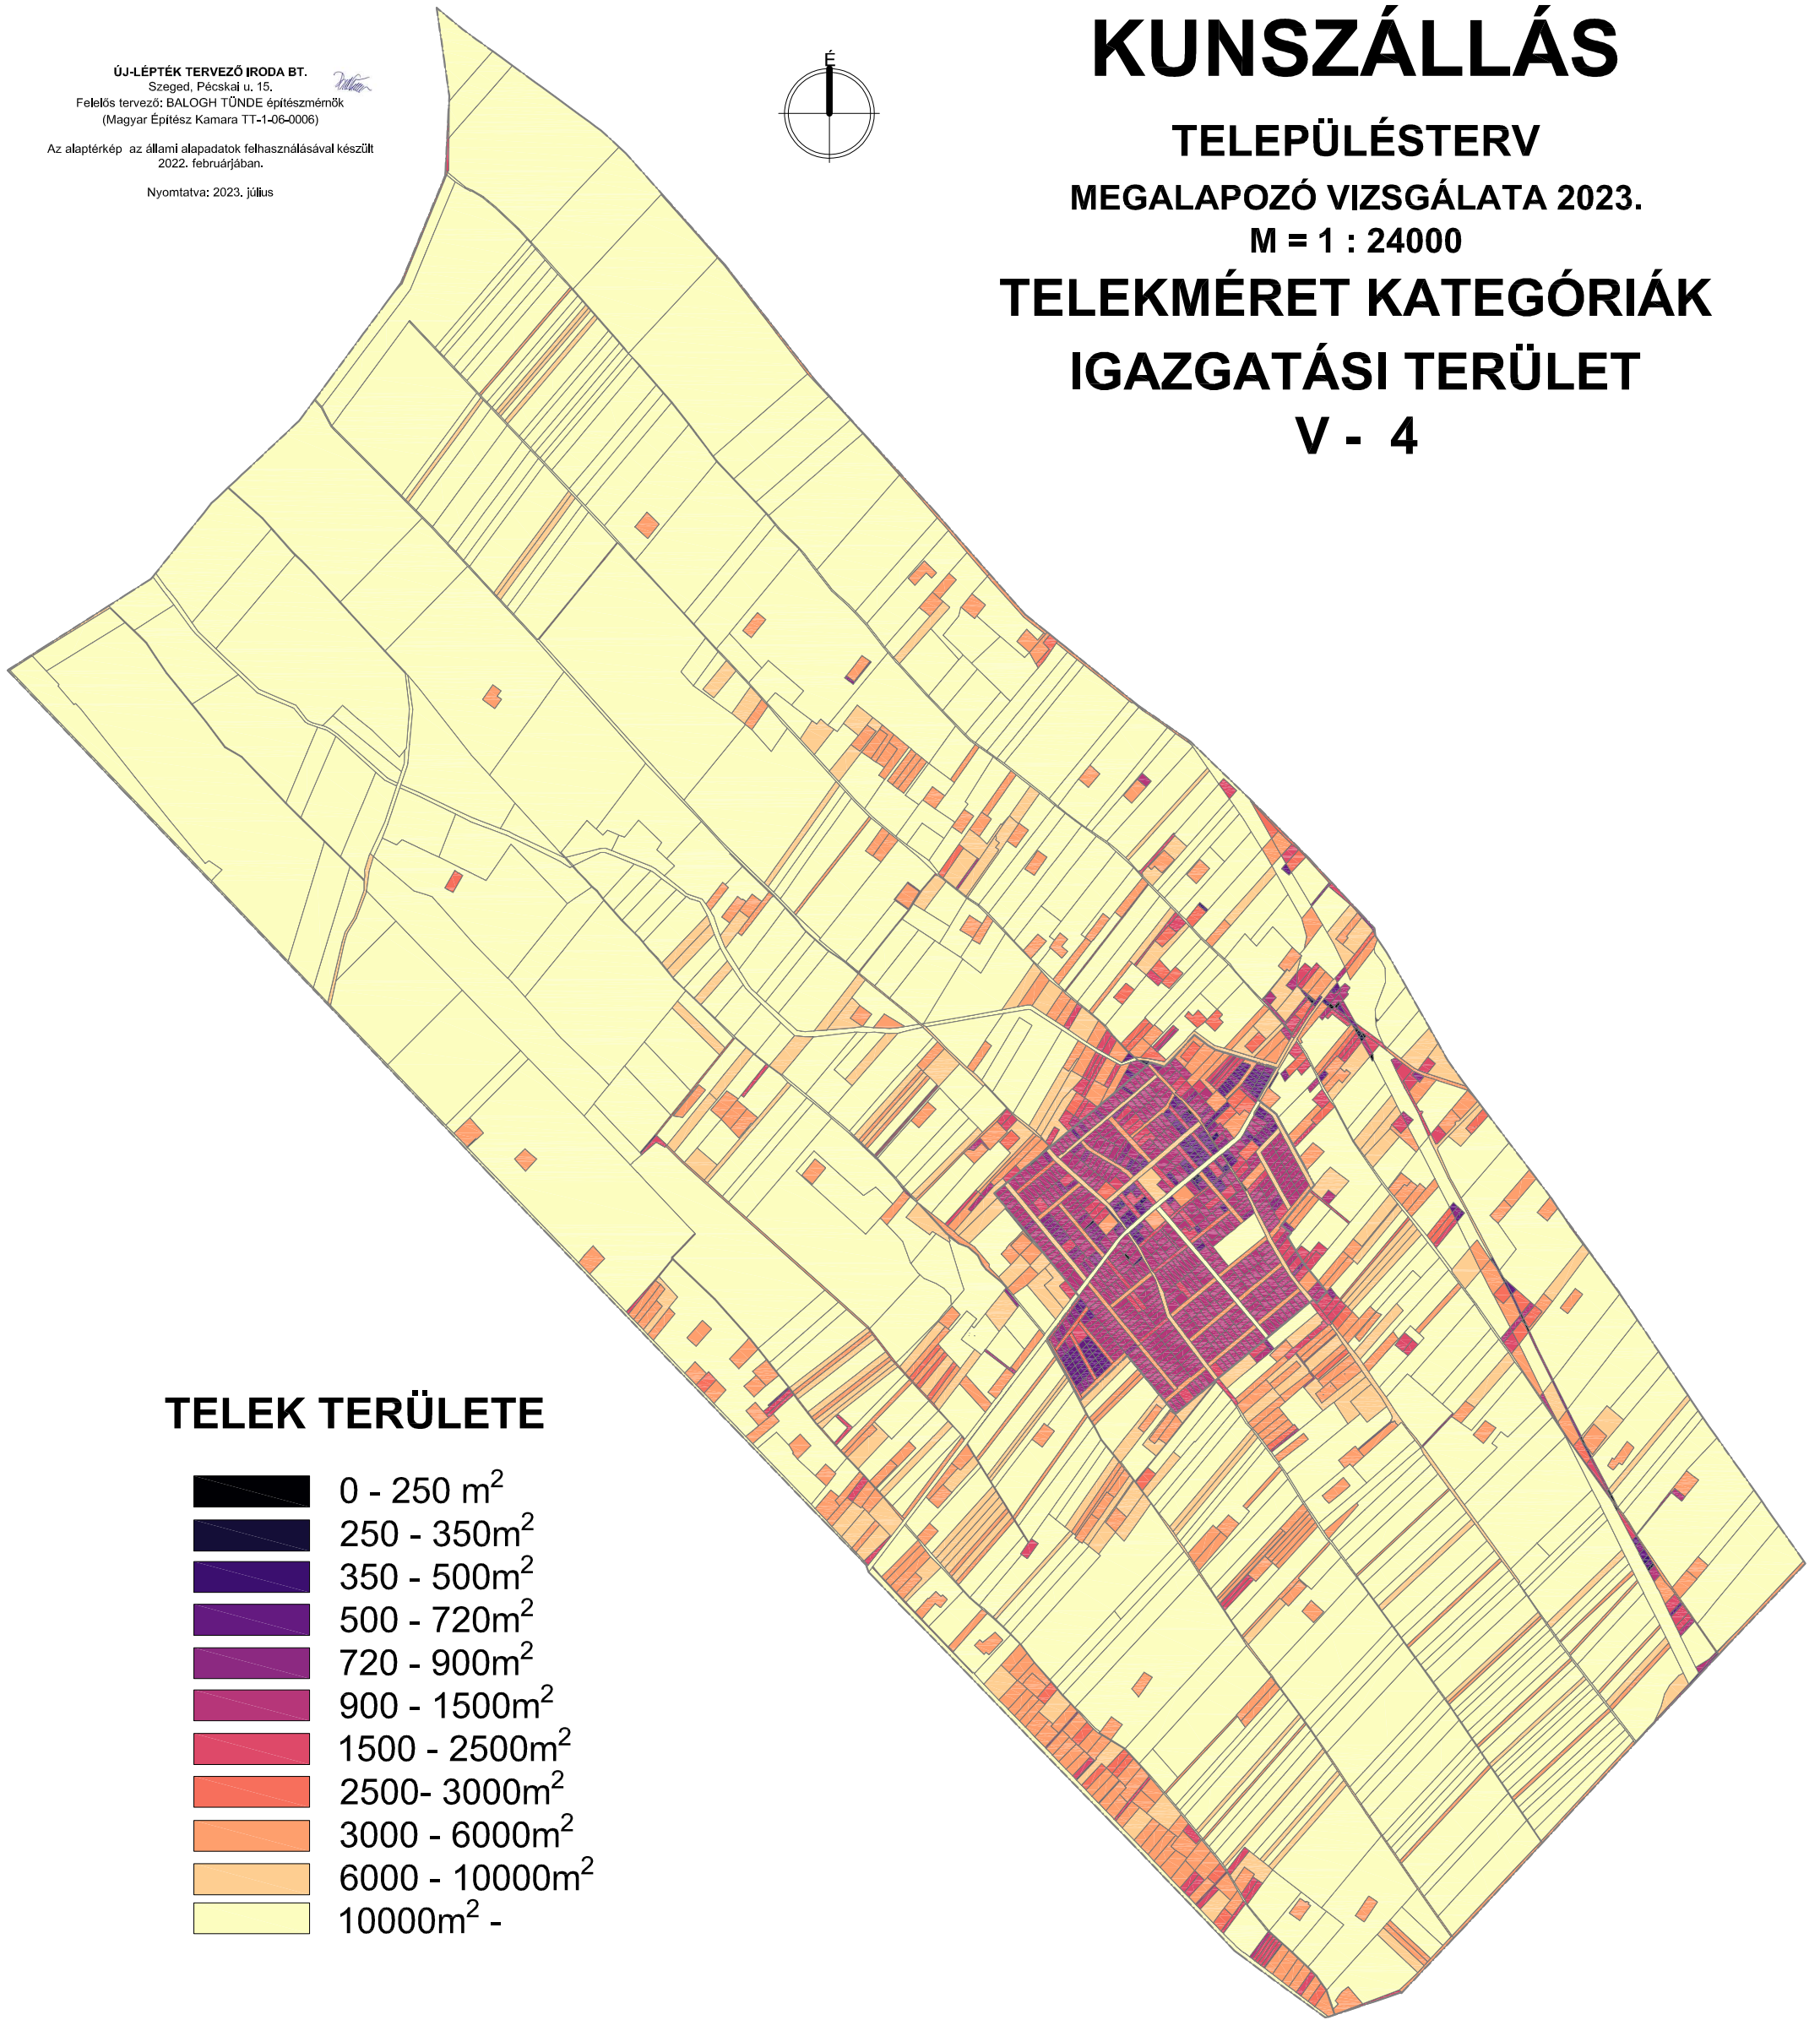 ÚJ-LÉPTÉK TERVEZŐ IRODA BT.
Szeged, Pécskai u. 15.
Felelős tervező: BALOGH TÜNDE építészmérnök
(Magyar Építész Kamara TT-1-06-0006)
Az alaptérkép az állami alapadatok felhasználásával készült
2022. februárjában.
Nyomtatva: 2023. július
É
KUNSZÁLLÁS
TELEPÜLÉSTERV
MEGALAPOZÓ VIZSGÁLATA 2023.
M = 1 : 24000
TELEKMÉRET KATEGÓRIÁK
IGAZGATÁSI TERÜLET
V - 4
TELEK TERÜLETE
0 - 250 m²
250 - 350m²
350 - 500m²
500 - 720m²
720 - 900m²
900 - 1500m²
1500 - 2500m²
2500- 3000m²
3000 - 6000m²
6000 - 10000m²
10000m² -